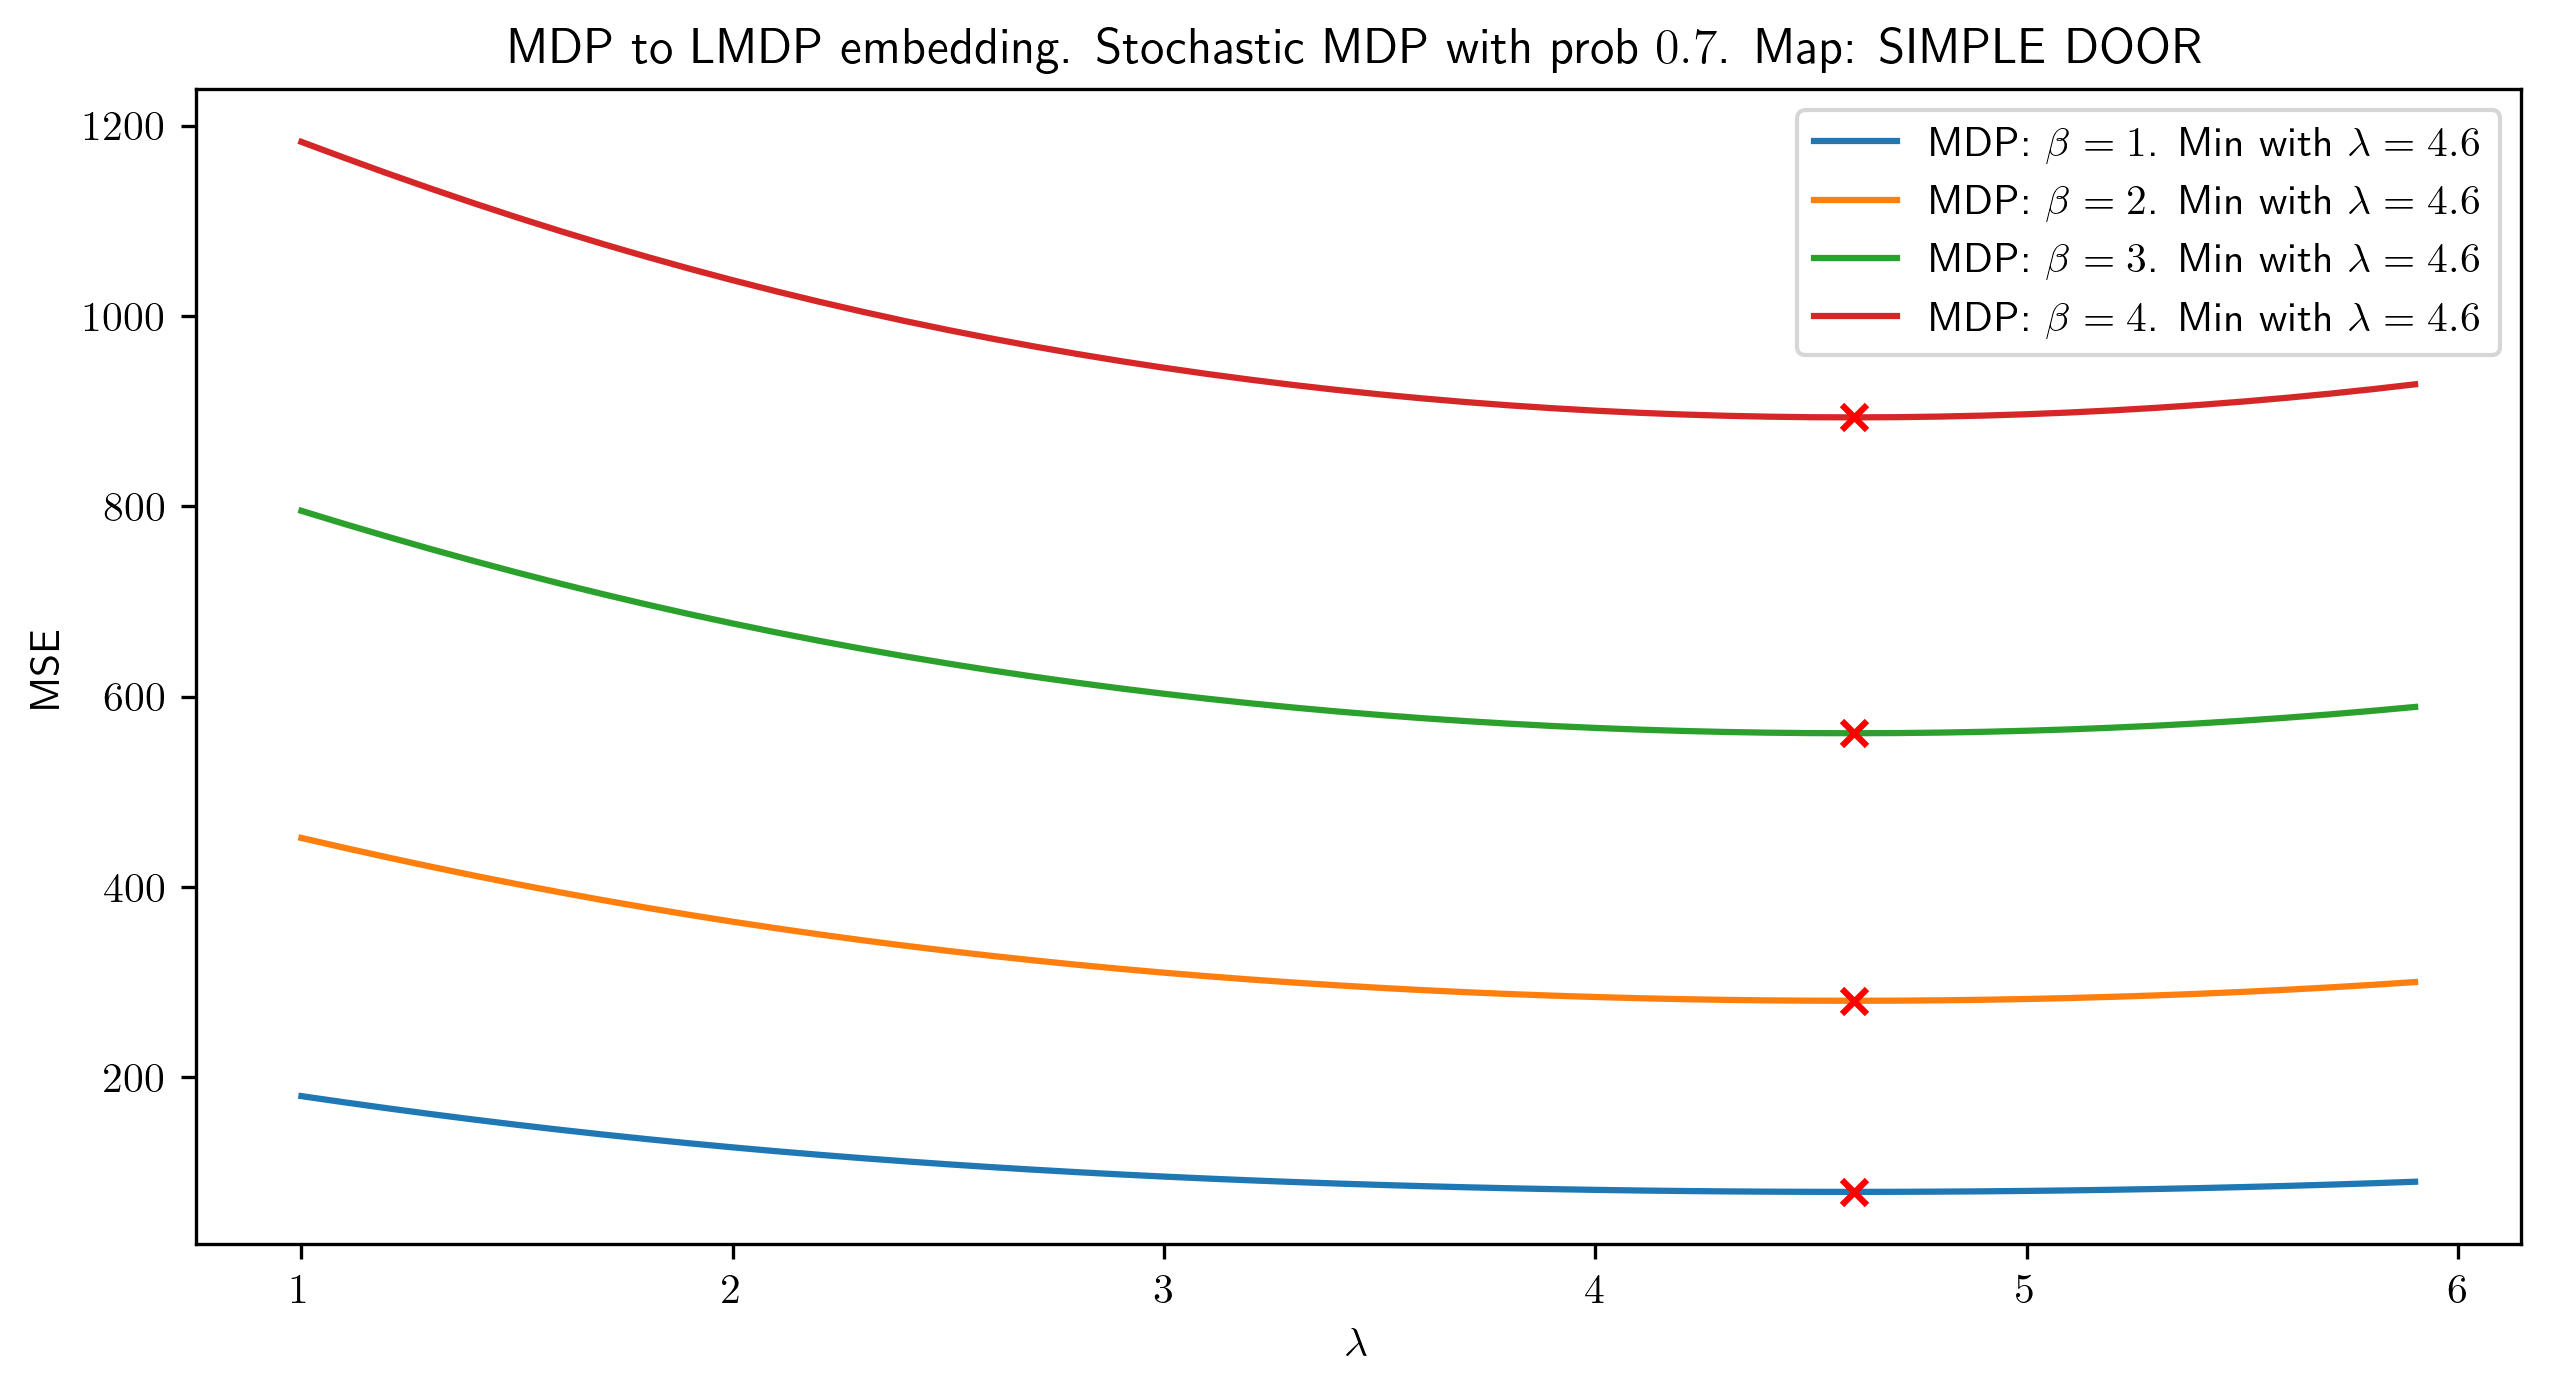 MDP to LMDP embedding. Stochastic MDP with prob 0.7. Map: SIMPLE DOOR
MDP: β = 1. Min with λ = 4.6
MDP: β = 2. Min with λ = 4.6
MDP: β = 3. Min with λ = 4.6
MDP: β = 4. Min with λ = 4.6
1200
1000
800
600
400
200
MSE
1 2 3 4 5 6
λ